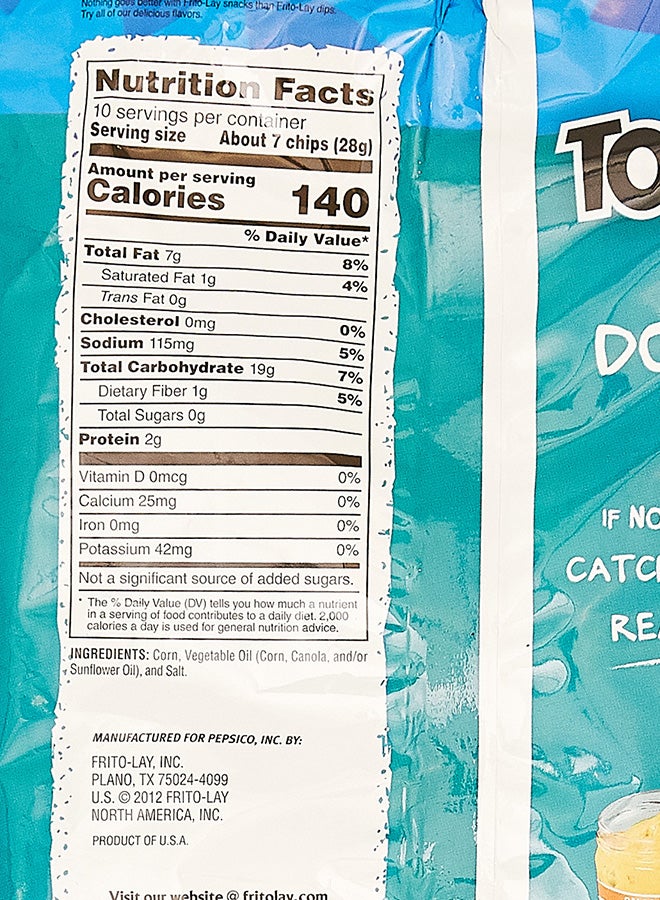 Nothing goes better with Frito-Lay snacks than Frito-Lay dips.
Try all of our delicious flavors.
Nutrition Facts
10 servings per container
Serving size About 7 chips (28g)
Amount per serving
Calories 140
% Daily Value*
Total Fat 7g 8%
Saturated Fat 1g 4%
Trans Fat 0g
Cholesterol 0mg 0%
Sodium 115mg 5%
Total Carbohydrate 19g 7%
Dietary Fiber 1g 5%
Total Sugars 0g
Protein 2g
Vitamin D 0mcg 0%
Calcium 25mg 0%
Iron 0mg 0%
Potassium 42mg 0%
Not a significant source of added sugars.
* The % Daily Value (DV) tells you how much a nutrient
in a serving of food contributes to a daily diet. 2,000
calories a day is used for general nutrition advice.
INGREDIENTS: Corn, Vegetable Oil (Corn, Canola, and/or
Sunflower Oil), and Salt.
MANUFACTURED FOR PEPSICO, INC. BY:
FRITO-LAY, INC.
PLANO, TX 75024-4099
U.S. © 2012 FRITO-LAY
NORTH AMERICA, INC.
PRODUCT OF U.S.A.
Visit our website @ fritolay.com
TO
DO
IF NO
CATC
RE